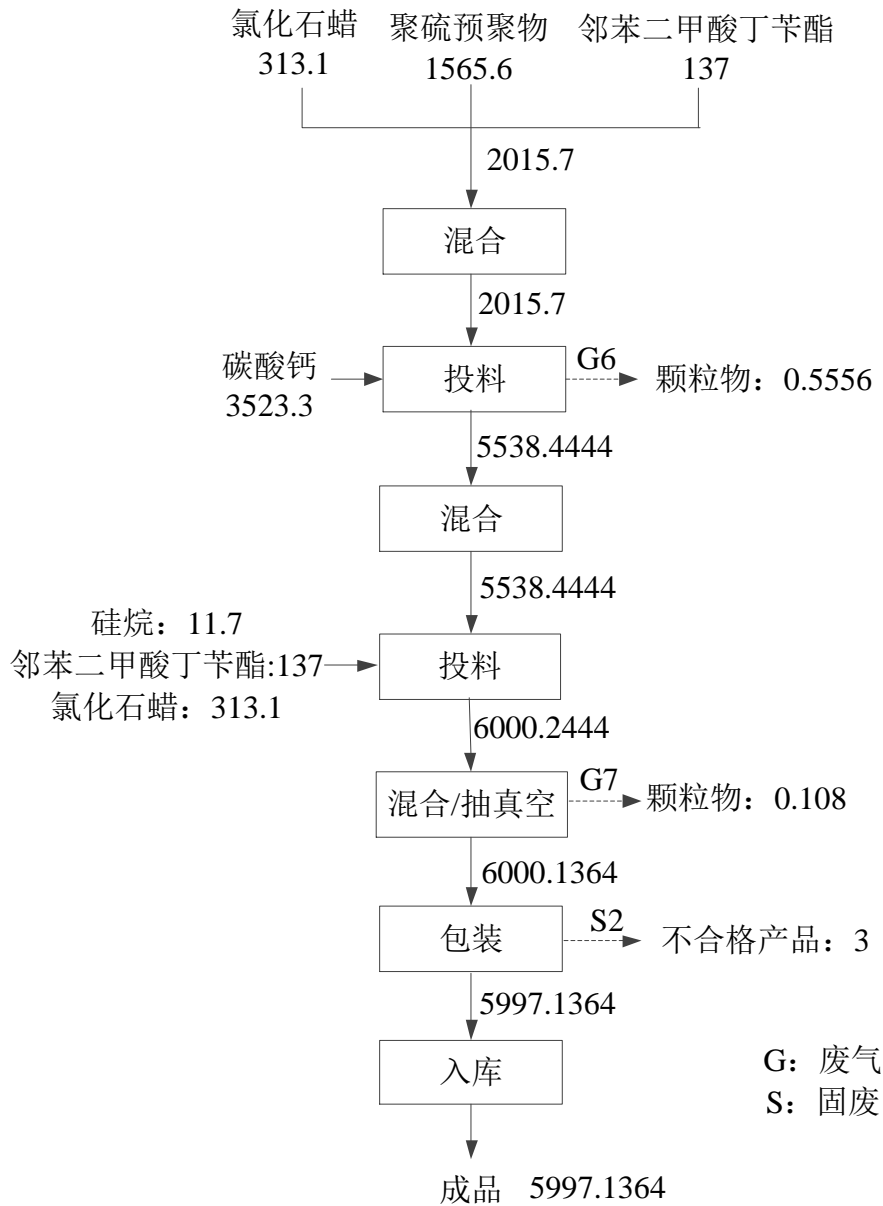 氯化石蜡
313.1
聚硫预聚物
1565.6
邻苯二甲酸丁苄酯
137
2015.7
混合
2015.7
碳酸钙
3523.3
投料
G6
颗粒物：0.5556
5538.4444
混合
5538.4444
硅烷：11.7
邻苯二甲酸丁苄酯:137
氯化石蜡：313.1
投料
6000.2444
混合/抽真空
G7
颗粒物：0.108
6000.1364
包装
S2
不合格产品：3
5997.1364
入库
G：废气
S：固废
成品 5997.1364